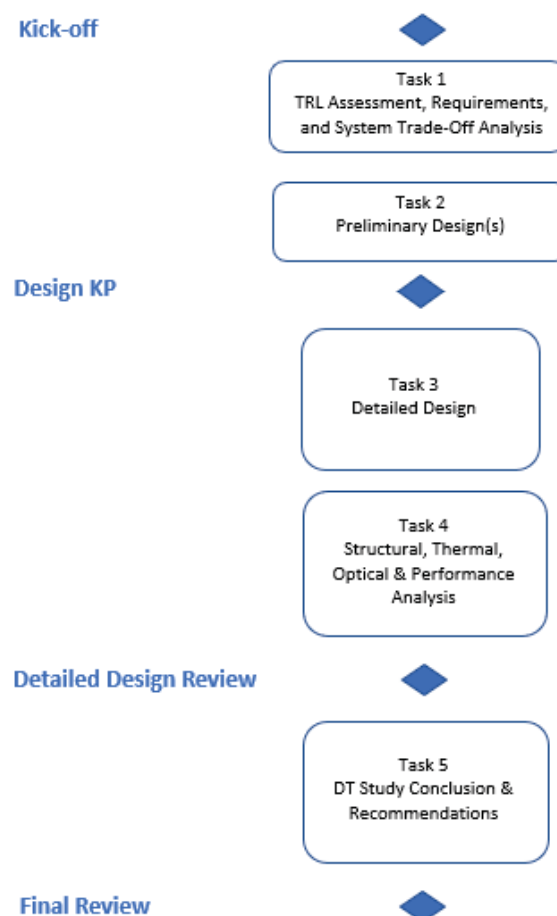 Kick-off
Task 1
TRL Assessment, Requirements,
and System Trade-Off Analysis
Task 2
Preliminary Design(s)
Design KP
Task 3
Detailed Design
Task 4
Structural, Thermal,
Optical & Performance
Analysis
Detailed Design Review
Task 5
DT Study Conclusion &
Recommendations
Final Review